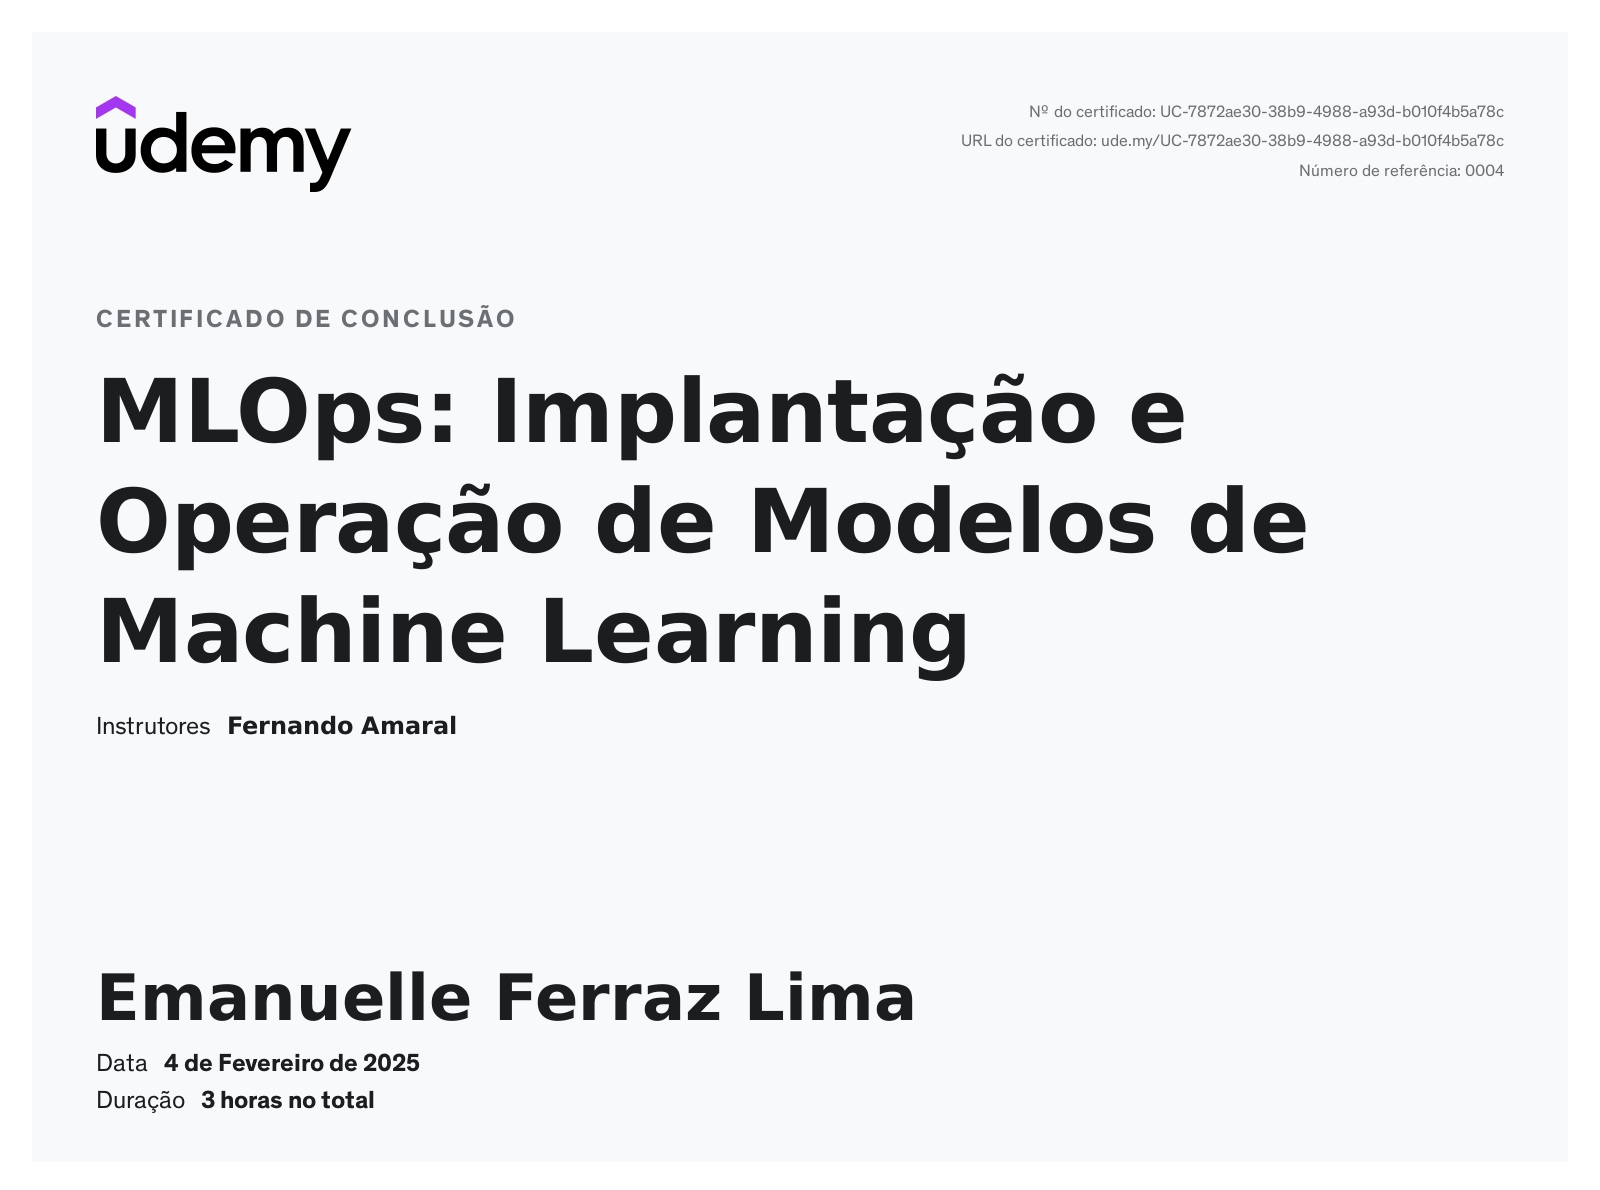 udemy
Nº do certificado: UC-7872ae30-38b9-4988-a93d-b010f4b5a78c
URL do certificado: ude.my/UC-7872ae30-38b9-4988-a93d-b010f4b5a78c
Número de referência: 0004
CERTIFICADO DE CONCLUSÃO
MLOps: Implantação e
Operação de Modelos de
Machine Learning
Instrutores Fernando Amaral
Emanuelle Ferraz Lima
Data 4 de Fevereiro de 2025
Duração 3 horas no total